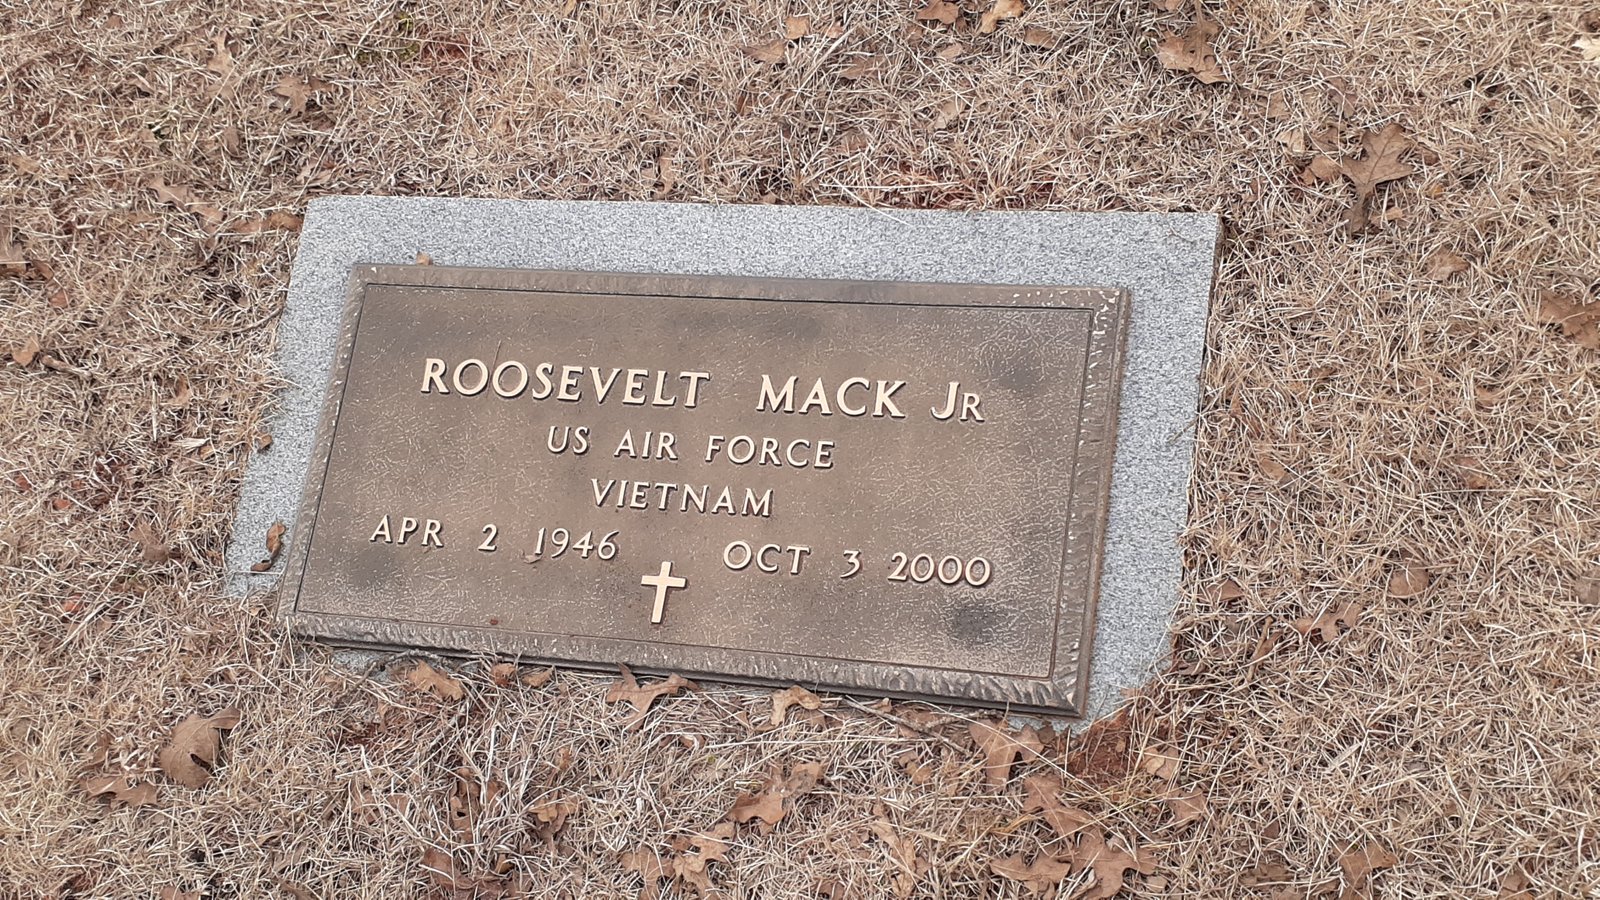 ROOSEVELT MACK JR
US AIR FORCE
VIETNAM
APR 2 1946 OCT 3 2000